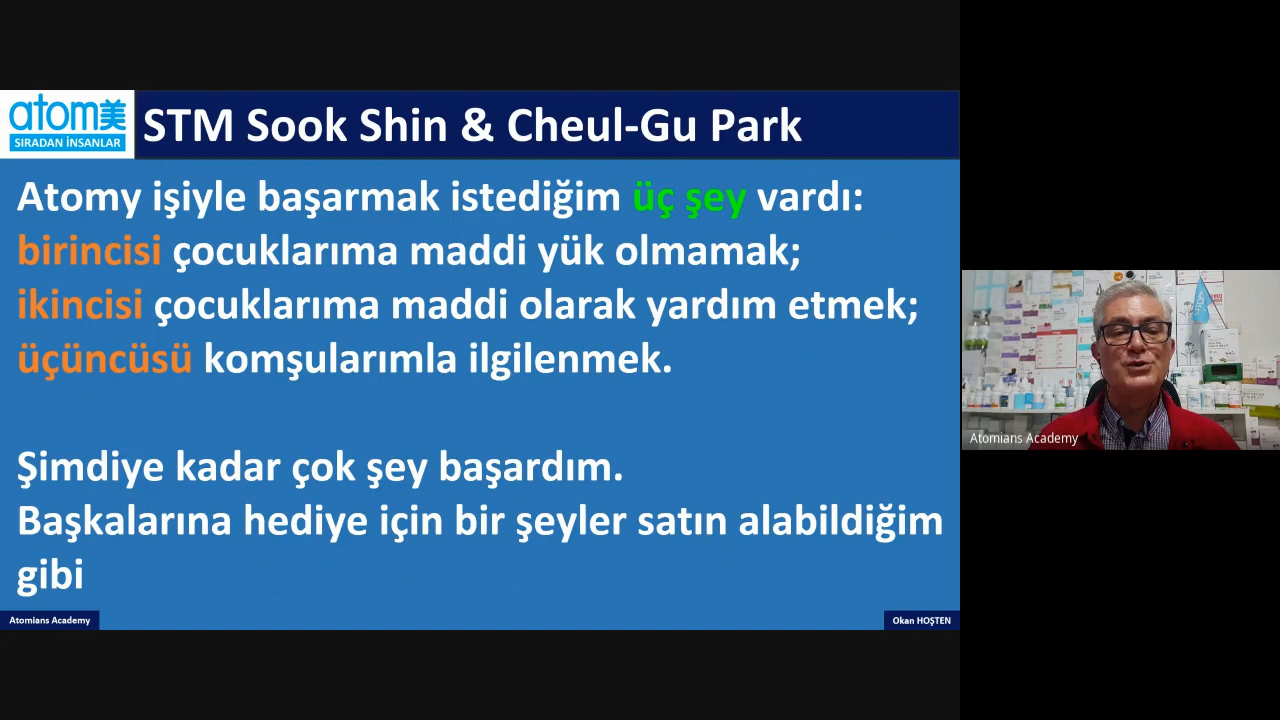 atom美
SIRADAN İNSANLAR
STM Sook Shin & Cheul-Gu Park
Atomy işiyle başarmak istediğim üç şey vardı:
birincisi çocuklarıma maddi yük olmamak;
ikincisi çocuklarıma maddi olarak yardım etmek;
üçüncüsü komşularımla ilgilenmek.
Şimdiye kadar çok şey başardım.
Başkalarına hediye için bir şeyler satın alabildiğim
gibi
Atomians Academy
Okan HOŞTEN
Atomians Academy